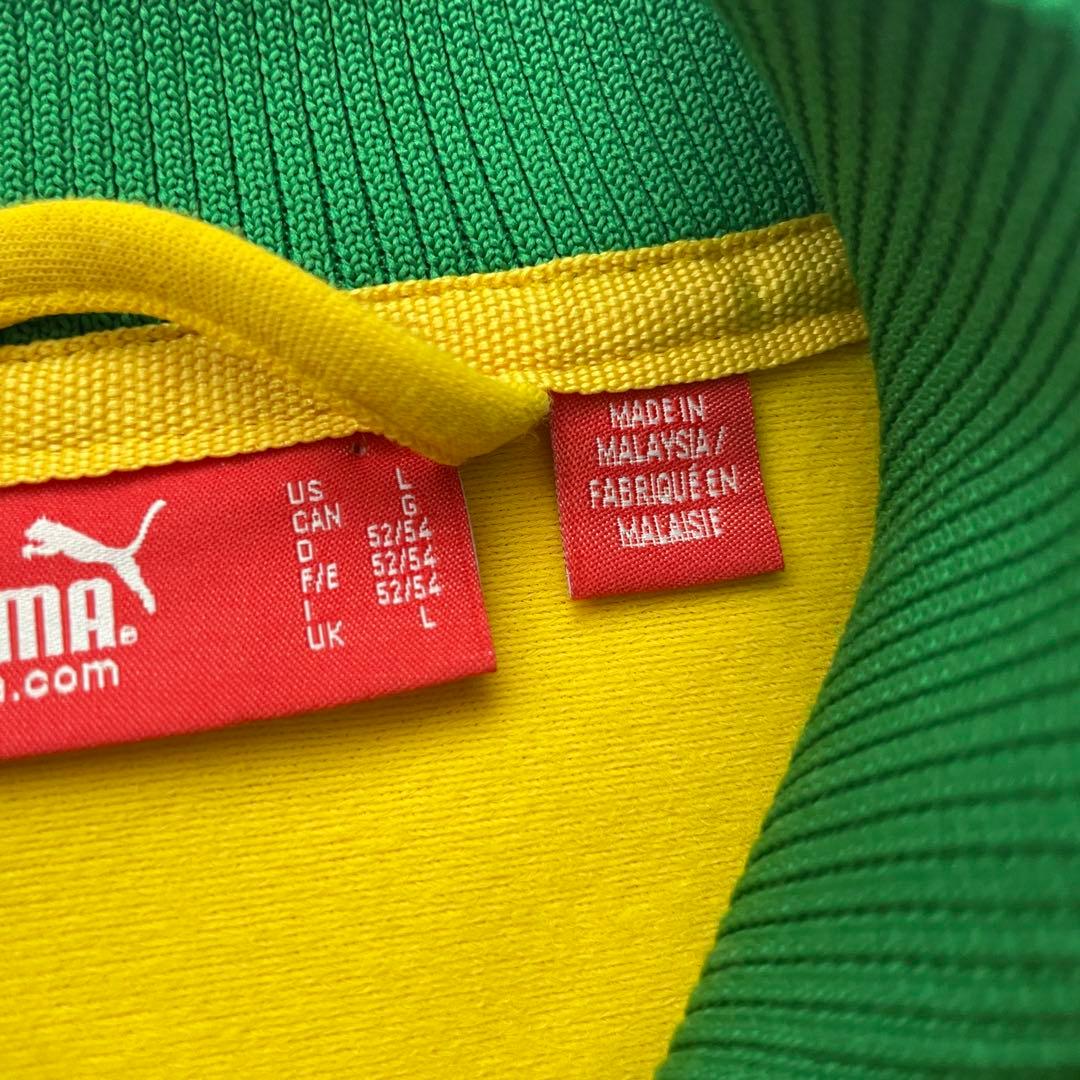 US L
CAN G
D 52/54
F/E 52/54
I 52/54
UK L
MA®
.com
MADE IN
MALAYSIA/
FABRIQUÉ EN
MALAISIE